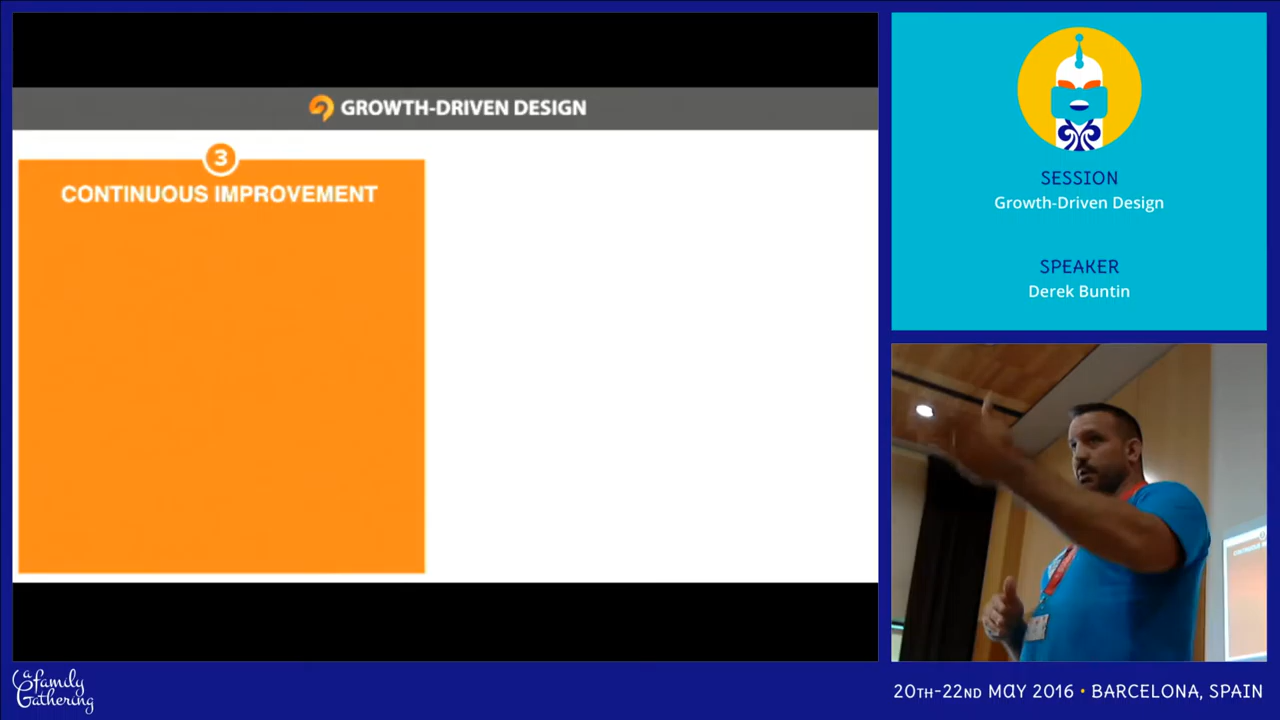 GROWTH-DRIVEN DESIGN
3
CONTINUOUS IMPROVEMENT
SESSION
Growth-Driven Design
SPEAKER
Derek Buntin
a family
Gathering
20TH-22ND MAY 2016 • BARCELONA, SPAIN